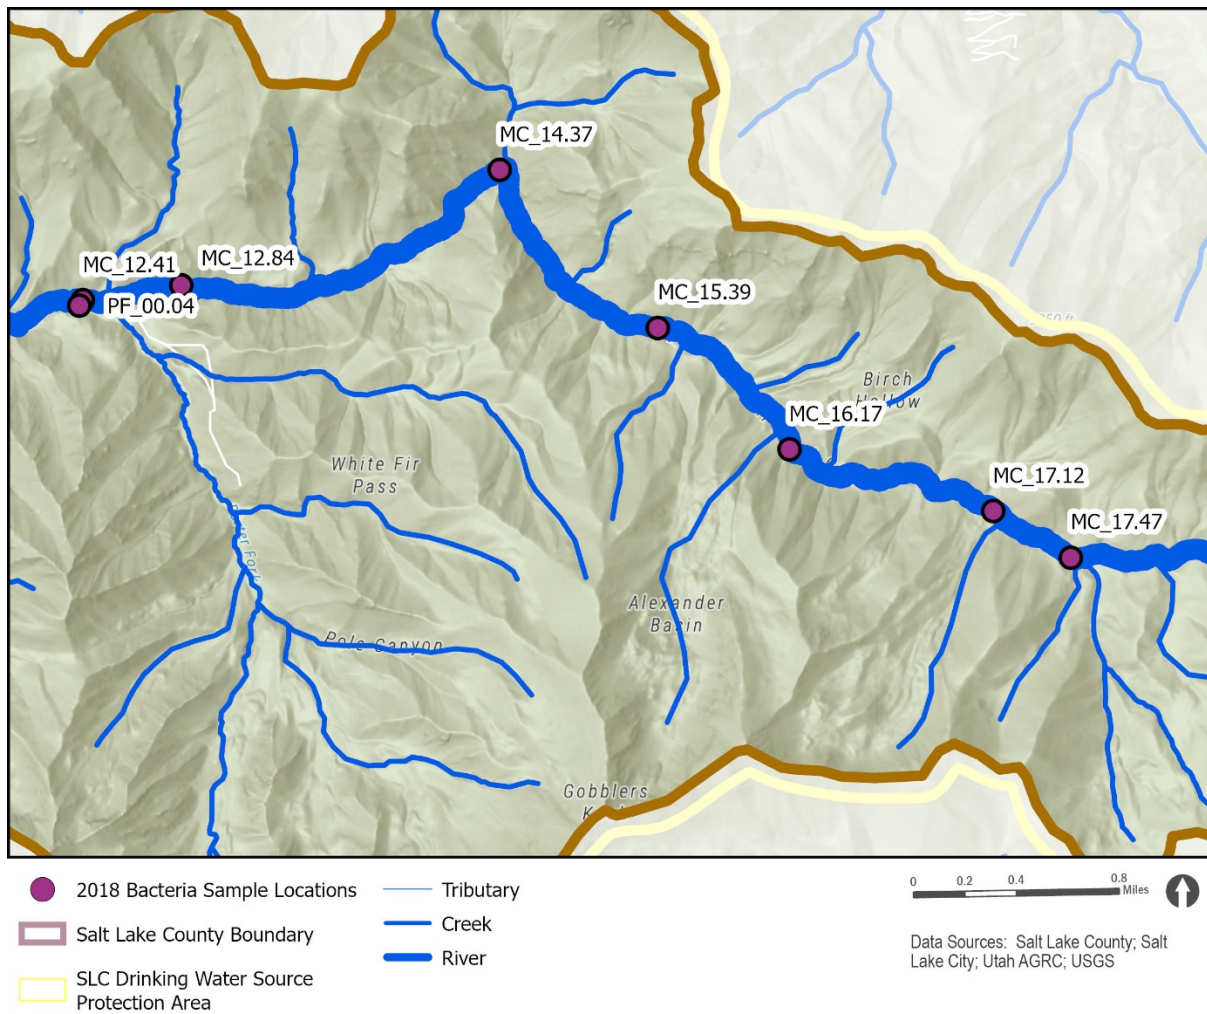 MC_14.37
MC_12.41
MC_12.84
PF_00.04
MC_15.39
Birch
Hollow
MC_16.17
White Fir
Pass
MC_17.12
MC_17.47
Porter Fork
Alexander
Basin
Pole Canyon
Gobblers
2018 Bacteria Sample Locations
Salt Lake County Boundary
SLC Drinking Water Source
Protection Area
Tributary
Creek
River
0 0.2 0.4 0.8
Miles
Data Sources: Salt Lake County; Salt
Lake City; Utah AGRC; USGS